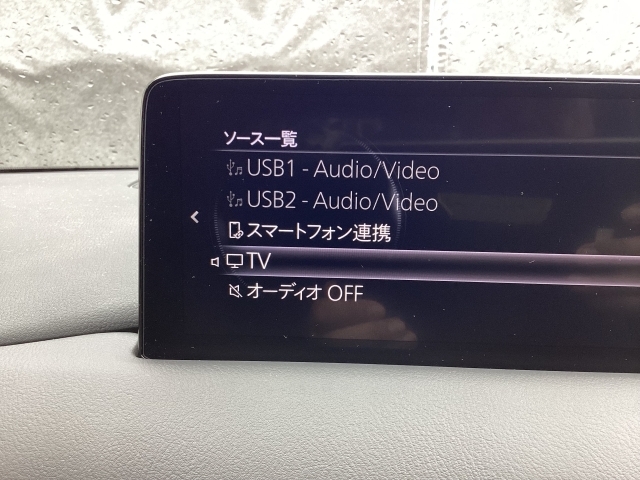 ソース一覧
USB1 - Audio/Video
USB2 - Audio/Video
スマートフォン連携
TV
オーディオ OFF